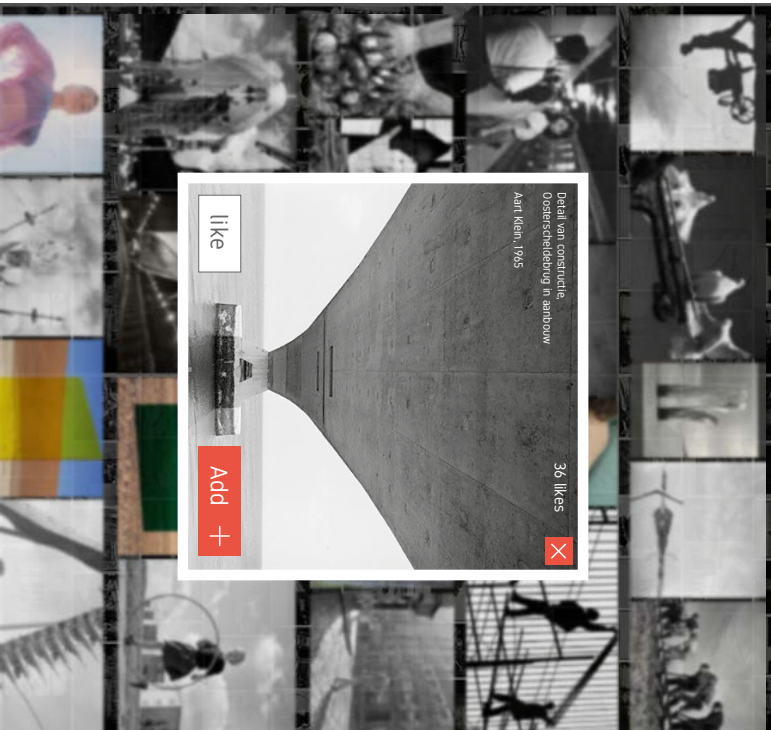 Detail van constructie,
Oosterscheldebrug in aanbouw
Aart Klein, 1965
36 likes
like
Add +